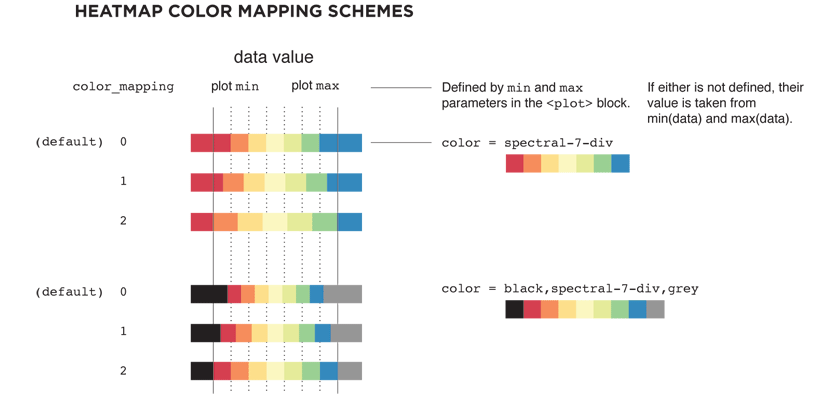 HEATMAP COLOR MAPPING SCHEMES
data value
color_mapping plot min plot max
Defined by min and max
parameters in the <plot> block.
If either is not defined, their
value is taken from
min(data) and max(data).
(default) 0
color = spectral-7-div
1
2
(default) 0
color = black,spectral-7-div,grey
1
2